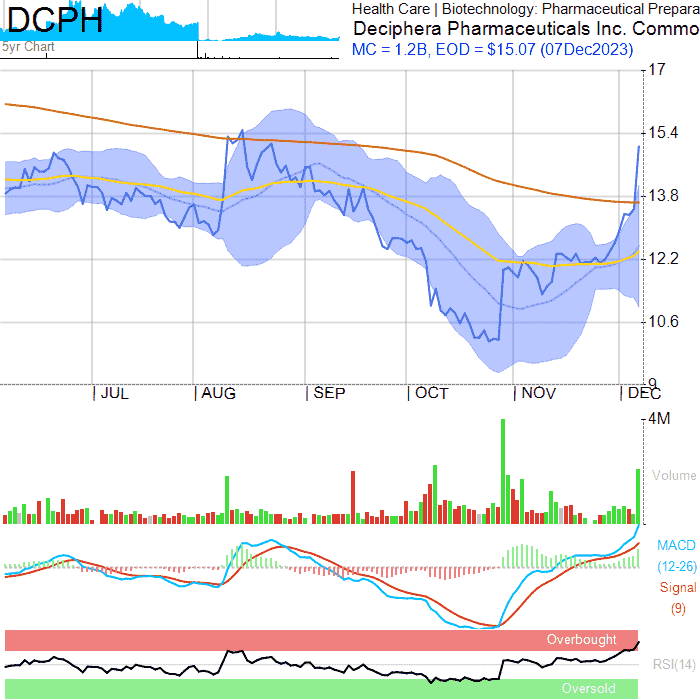 DCPH
5yr Chart
Health Care | Biotechnology: Pharmaceutical Prepara
Deciphera Pharmaceuticals Inc. Commo
MC = 1.2B, EOD = $15.07 (07Dec2023)
17
15.4
13.8
12.2
10.6
9
JUL
AUG
SEP
OCT
NOV
DEC
4M
Volume
MACD
(12-26)
Signal
(9)
Overbought
RSI(14)
Oversold